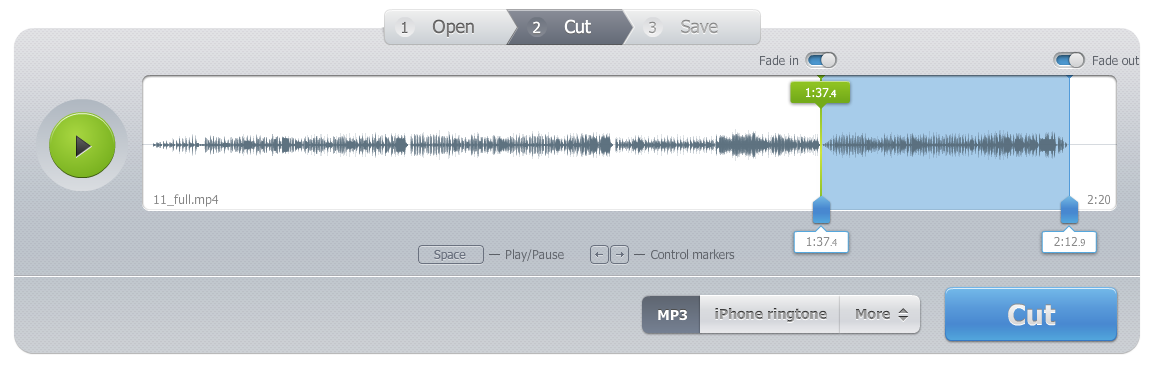 1 Open 2 Cut 3 Save
Fade in Fade out
1:37.4
11_full.mp4 2:20
1:37.4 2:12.9
Space — Play/Pause ← → — Control markers
MP3 iPhone ringtone More Cut